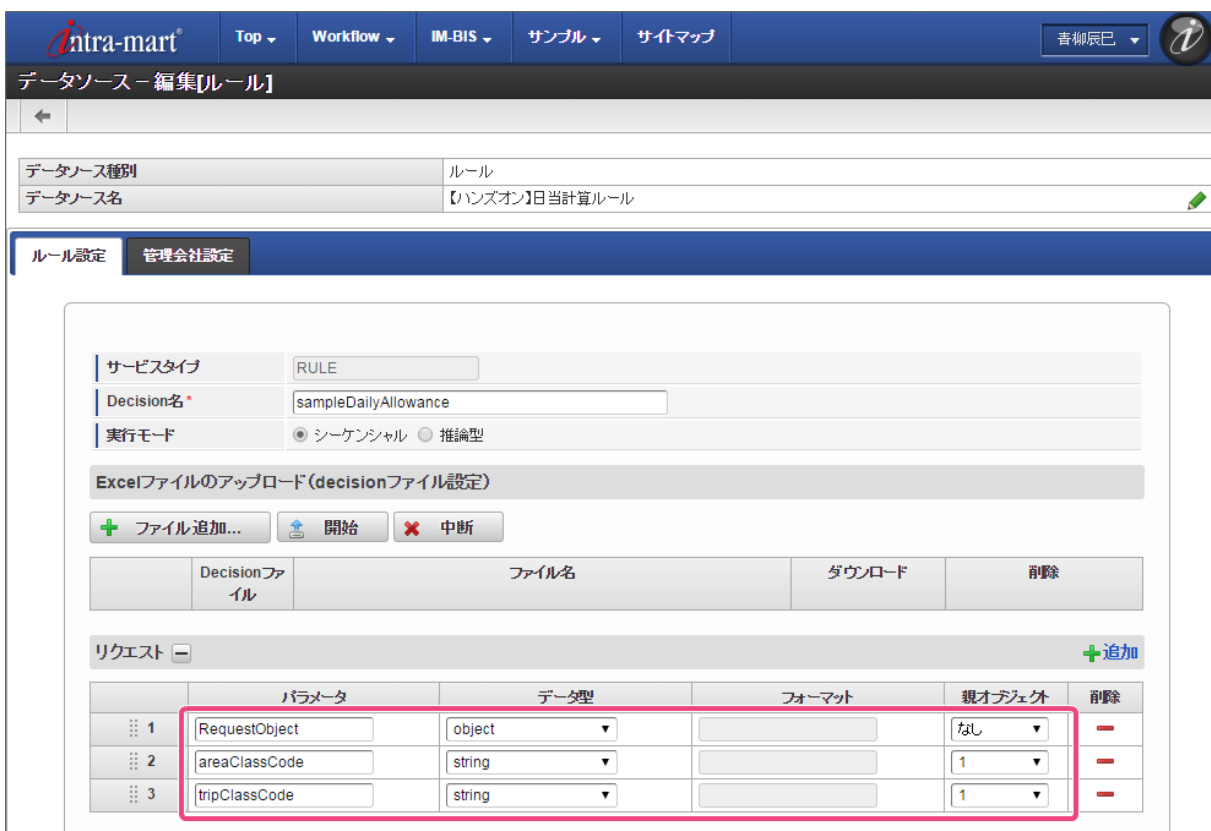 intra-mart® Top Workflow IM-BIS サンプル サイトマップ 青柳辰巳
データソース - 編集[ルール]
データソース種別 ルール
データソース名 【ハンズオン】日当計算ルール
ルール設定 管理会社設定
サービスタイプ RULE
Decision名* sampleDailyAllowance
実行モード シーケンシャル 推論型
Excelファイルのアップロード(decisionファイル設定)
ファイル追加... 開始 中断
Decisionファ ファイル名 ダウンロード 削除
イル
リクエスト 追加
パラメータ データ型 フォーマット 親オブジェクト 削除
1 RequestObject object なし
2 areaClassCode string 1
3 tripClassCode string 1